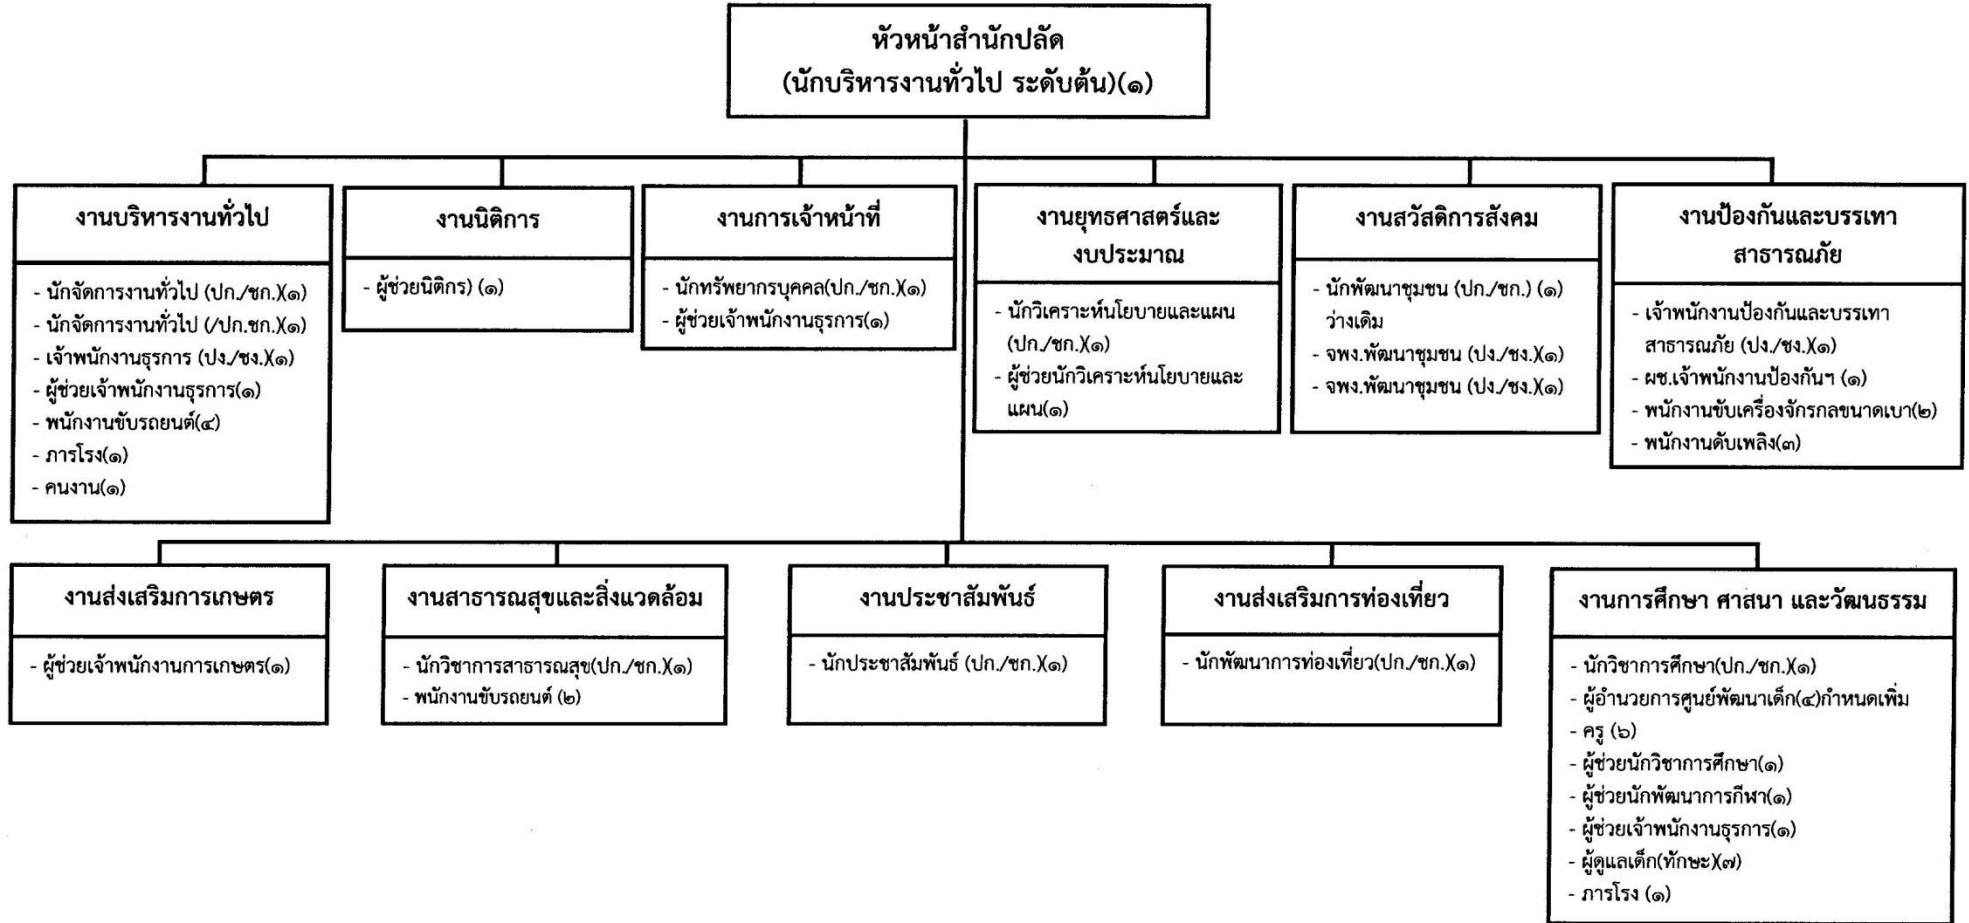 หัวหน้าสำนักปลัด
(นักบริหารงานทั่วไป ระดับต้น)(๑)
งานบริหารงานทั่วไป
- นักจัดการงานทั่วไป (ปก./ชก.)(๑)
- นักจัดการงานทั่วไป (/ปก.ชก.)(๑)
- เจ้าพนักงานธุรการ (ปง./ชง.)(๑)
- ผู้ช่วยเจ้าพนักงานธุรการ(๑)
- พนักงานขับรถยนต์(๔)
- ภารโรง(๑)
- คนงาน(๑)
งานนิติการ
- ผู้ช่วยนิติกร) (๑)
งานการเจ้าหน้าที่
- นักทรัพยากรบุคคล(ปก./ชก.)(๑)
- ผู้ช่วยเจ้าพนักงานธุรการ(๑)
งานยุทธศาสตร์และ
งบประมาณ
- นักวิเคราะห์นโยบายและแผน
(ปก./ชก.)(๑)
- ผู้ช่วยนักวิเคราะห์นโยบายและ
แผน(๑)
งานสวัสดิการสังคม
- นักพัฒนาชุมชน (ปก./ชก.) (๑)
ว่างเดิม
- จพง.พัฒนาชุมชน (ปง./ชง.)(๑)
- จพง.พัฒนาชุมชน (ปง./ชง.)(๑)
งานป้องกันและบรรเทา
สาธารณภัย
- เจ้าพนักงานป้องกันและบรรเทา
สาธารณภัย (ปง./ชง.)(๑)
- ผช.เจ้าพนักงานป้องกันฯ (๑)
- พนักงานขับเครื่องจักรกลขนาดเบา(๒)
- พนักงานดับเพลิง(๓)
งานส่งเสริมการเกษตร
- ผู้ช่วยเจ้าพนักงานการเกษตร(๑)
งานสาธารณสุขและสิ่งแวดล้อม
- นักวิชาการสาธารณสุข(ปก./ชก.)(๑)
- พนักงานขับรถยนต์ (๒)
งานประชาสัมพันธ์
- นักประชาสัมพันธ์ (ปก./ชก.)(๑)
งานส่งเสริมการท่องเที่ยว
- นักพัฒนาการท่องเที่ยว(ปก./ชก.)(๑)
งานการศึกษา ศาสนา และวัฒนธรรม
- นักวิชาการศึกษา(ปก./ชก.)(๑)
- ผู้อำนวยการศูนย์พัฒนาเด็ก(๔)กำหนดเพิ่ม
- ครู (๖)
- ผู้ช่วยนักวิชาการศึกษา(๑)
- ผู้ช่วยนักพัฒนาการกีฬา(๑)
- ผู้ช่วยเจ้าพนักงานธุรการ(๑)
- ผู้ดูแลเด็ก(ทักษะ)(๗)
- ภารโรง (๑)